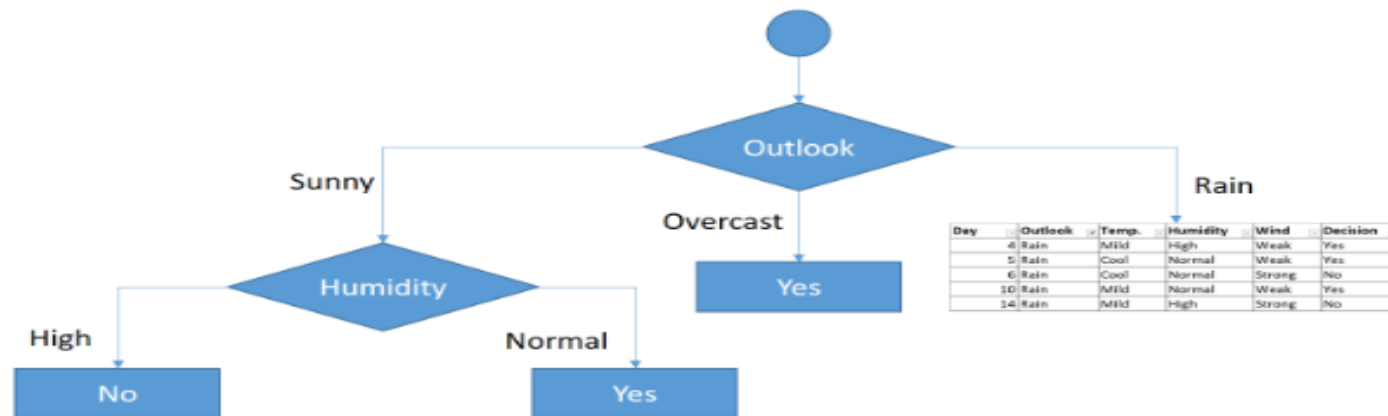 Outlook
Sunny
Overcast
Rain
Day Outlook Temp. Humidity Wind Decision
4 Rain Mild High Weak Yes
5 Rain Cool Normal Weak Yes
6 Rain Cool Normal Strong No
10 Rain Mild Normal Weak Yes
14 Rain Mild High Strong No
Humidity
Yes
High
Normal
No
Yes